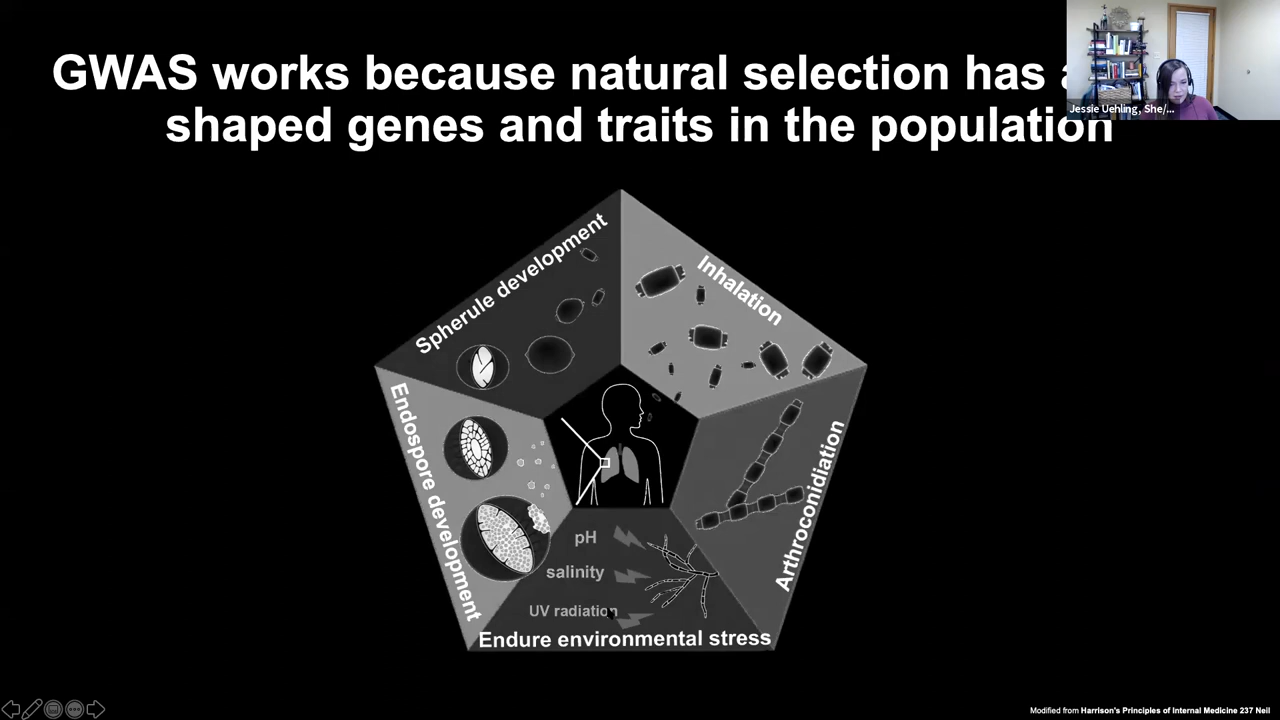 GWAS works because natural selection has
shaped genes and traits in the population
Jessie Uehling, She/...
Spherule development
Inhalation
Endospore development
Arthroconidiation
pH
salinity
UV radiation
Endure environmental stress
Modified from Harrison's Principles of Internal Medicine 237 Neil